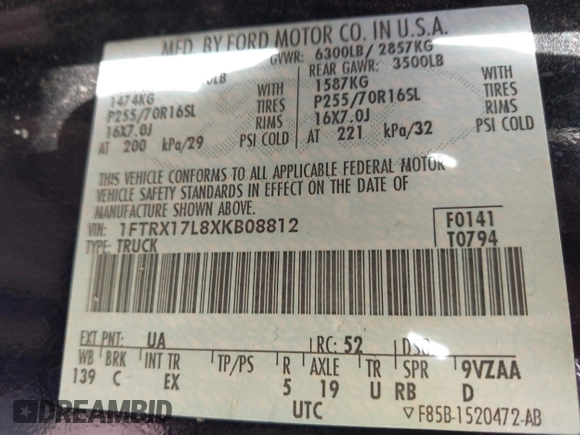 MFD. BY FORD MOTOR CO. IN U.S.A.
GVWR: 6300LB/ 2857KG
REAR GAWR: 3500LB
1474KG WITH 1587KG WITH
P255/70R16SL TIRES P255/70R16SL TIRES
16X7.0J RIMS 16X7.0J RIMS
AT 200 kPa/29 PSI COLD AT 221 kPa/32 PSI COLD
THIS VEHICLE CONFORMS TO ALL APPLICABLE FEDERAL MOTOR
VEHICLE SAFETY STANDARDS IN EFFECT ON THE DATE OF
MANUFACTURE SHOWN ABOVE.
VIN: 1FTRX17L8XKB08812 F0141
TYPE: TRUCK T0794
EXT PNT: UA RC: 52 DSO:
WB BRK INT TR TP/PS R AXLE TR SPR 9VZAA
139 C EX 5 19 U RB D
UTC ▽ F85B-1520472-AB
DREAMBID